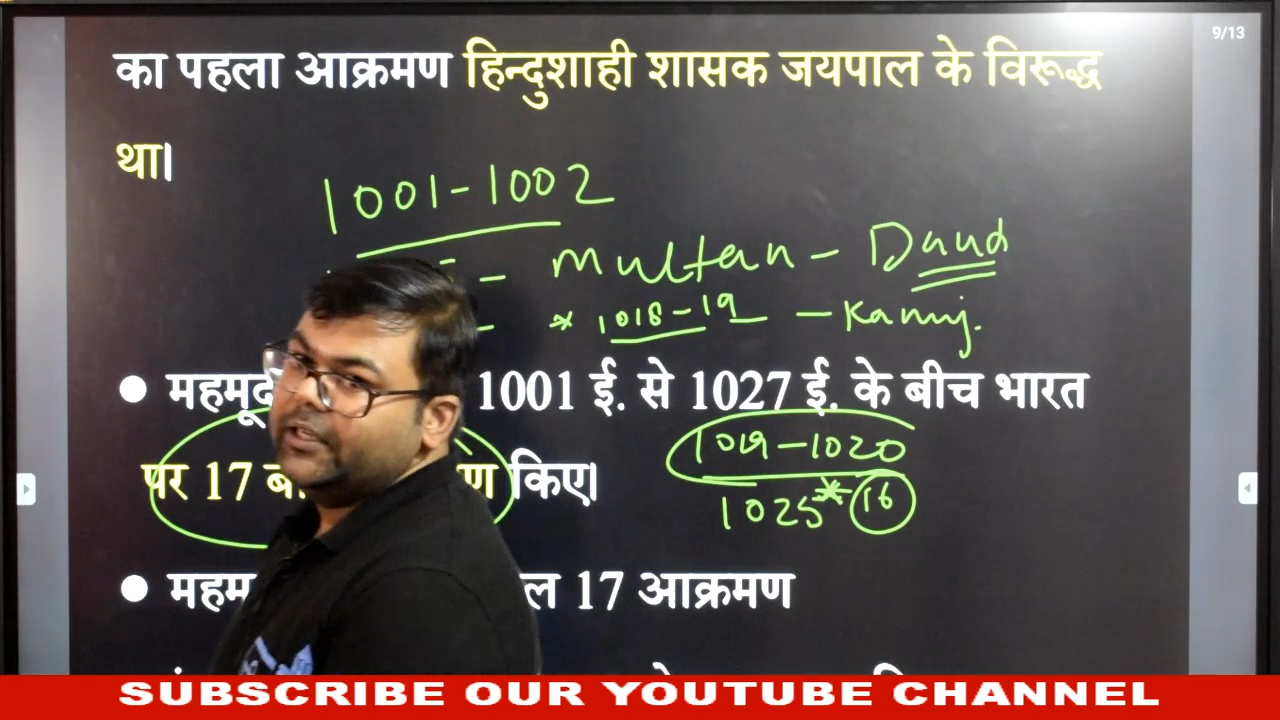 9/13
का पहला आक्रमण हिन्दुशाही शासक जयपाल के विरूद्ध
था।
1001-1002
- Multan - Daud
- * 1018-19 - Kannuj.
1001 ई. से 1027 ई. के बीच भारत
1019-1020
पर 17 किए।
1025 * 16
17 आक्रमण
SUBSCRIBE OUR YOUTUBE CHANNEL